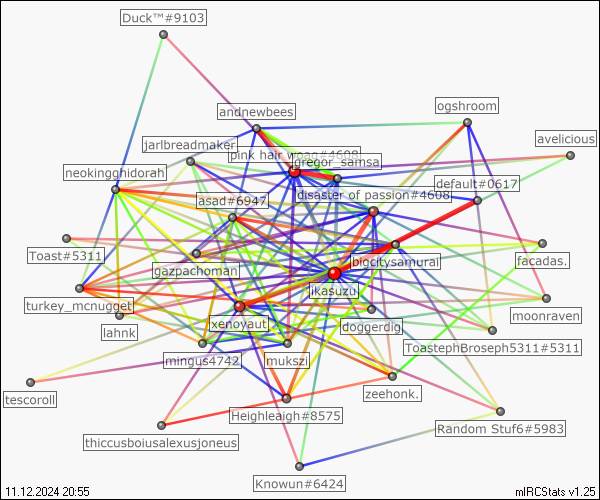 Duck™#9103
andnewbees
ogshroom
jarlbreadmaker
avelicious
pink hair woag#4608
gregor_samsa
neokingghidorah
default#0617
disaster of passion#4608
asad#6947
Toast#5311
bigcitysamurai
facadas.
gazpachoman
ikasuzu
turkey_mcnugget
moonraven
xenoyaut
doggerdig
lahnk
ToastephBroseph5311#5311
mingus4742
mukszi
tescoroll
zeehonk.
Heighleaigh#8575
Random Stuf6#5983
thiccusboiusalexusjoneus
Knowun#6424
11.12.2024 20:55
mIRCStats v1.25